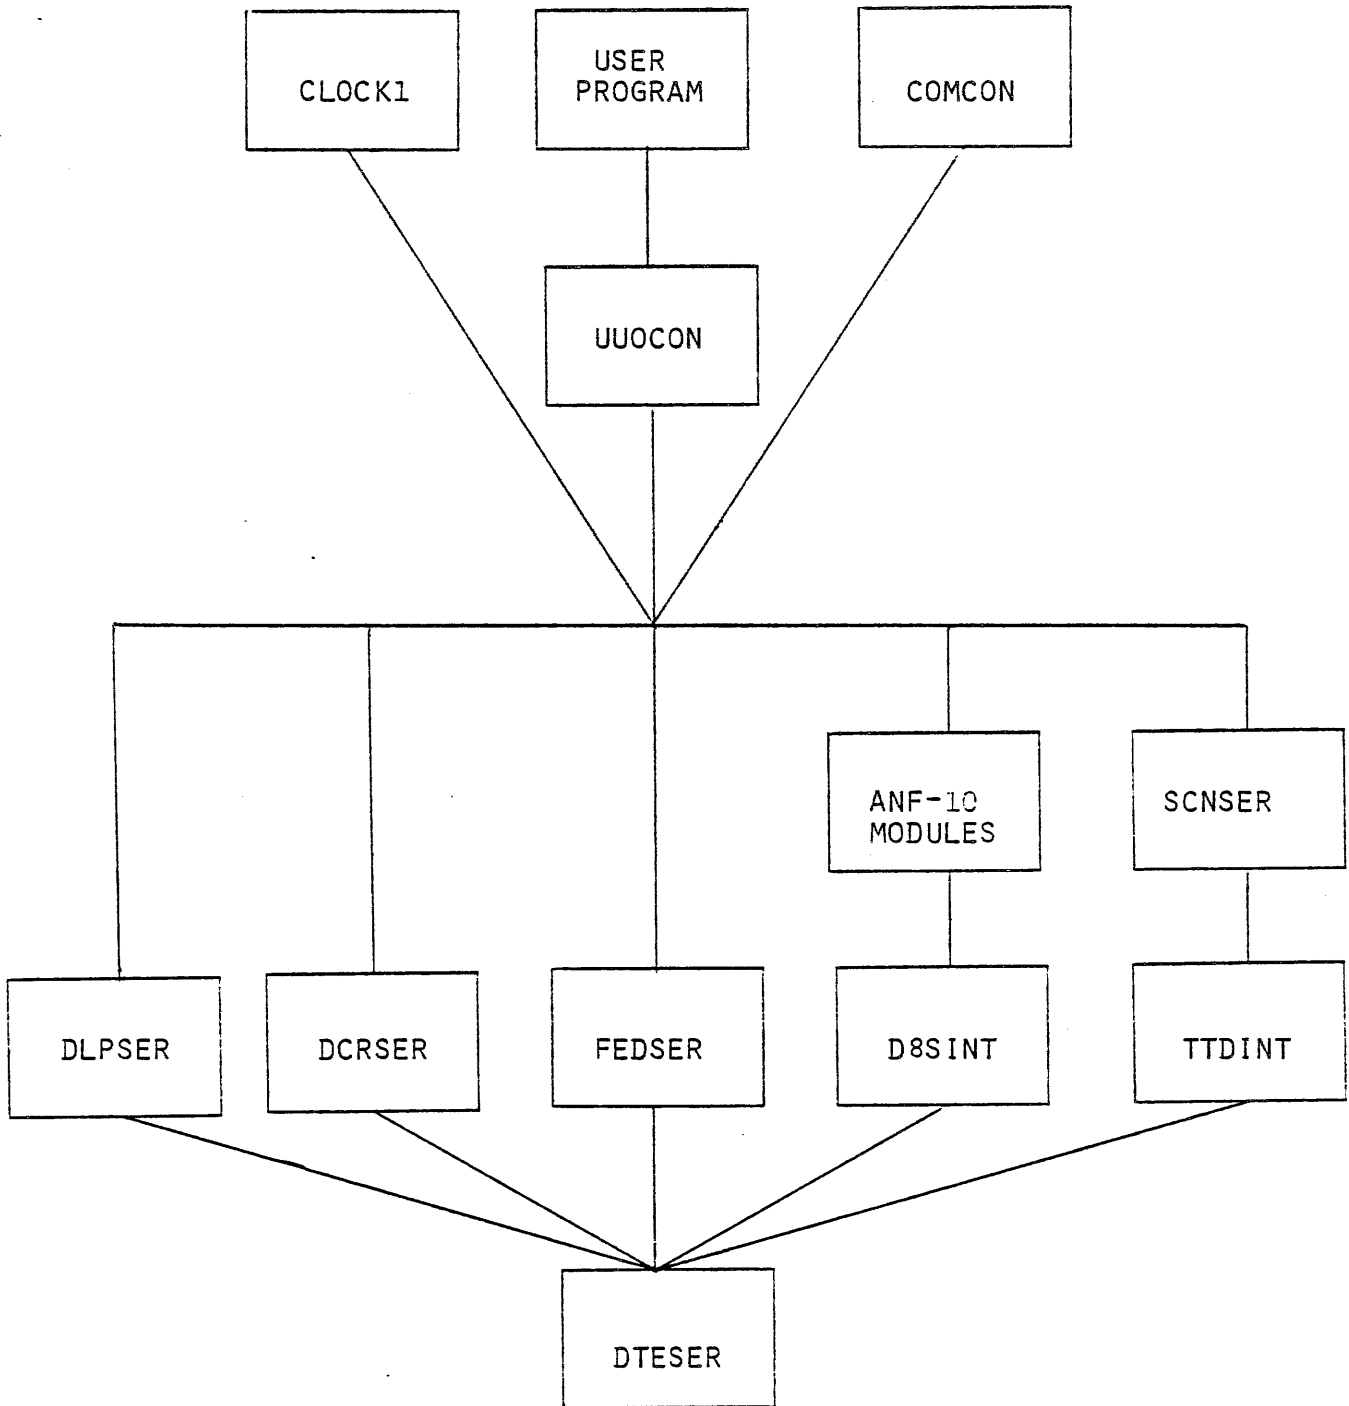 CLOCK1
USER
PROGRAM
COMCON
UUOCON
ANF-10
MODULES
SCNSER
DLPSER
DCRSER
FEDSER
D8SINT
TTDINT
DTESER